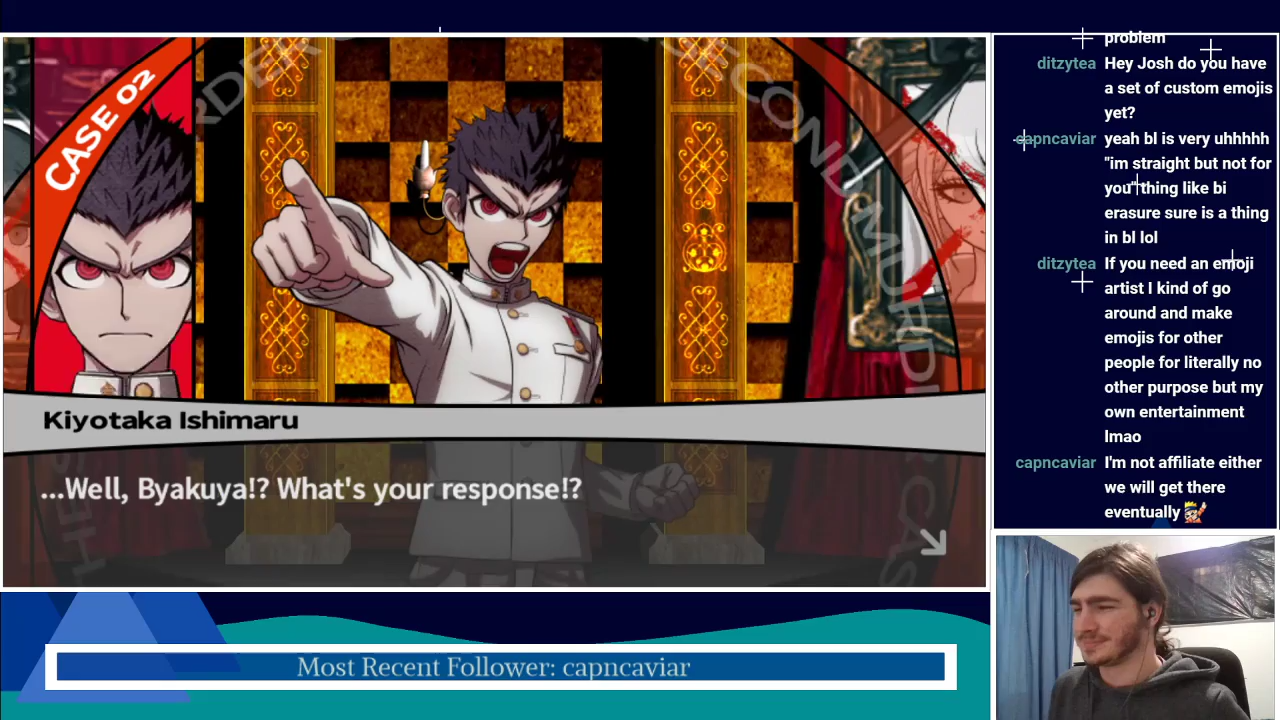 CASE 02
Kiyotaka Ishimaru
...Well, Byakuya!? What's your response!?
Most Recent Follower: capncaviar
problem
ditzytea Hey Josh do you have
a set of custom emojis
yet?
capncaviar yeah bl is very uhhhhh
"im straight but not for
you" thing like bi
erasure sure is a thing
in bl lol
ditzytea If you need an emoji
artist I kind of go
around and make
emojis for other
people for literally no
other purpose but my
own entertainment
lmao
capncaviar I'm not affiliate either
we will get there
eventually